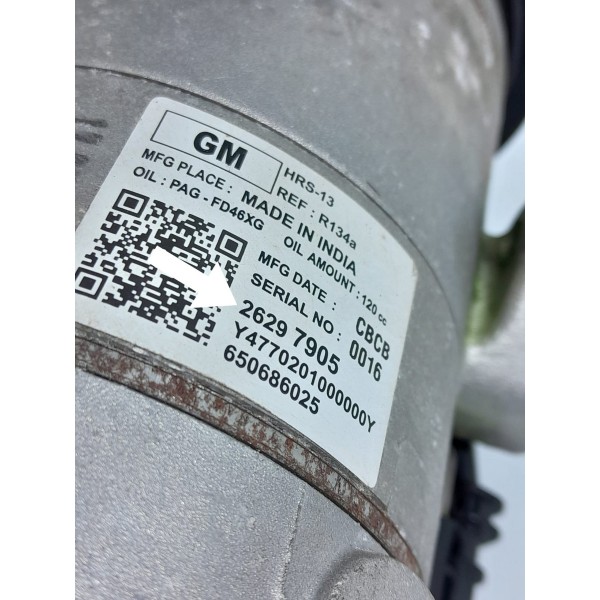 GM
HRS-13
REF : R134a
MFG PLACE : MADE IN INDIA
OIL : PAG - FD46XG OIL AMOUNT : 120 cc
MFG DATE : CBCB
SERIAL NO : 0016
2629 7905
Y4770201000000Y
650686025